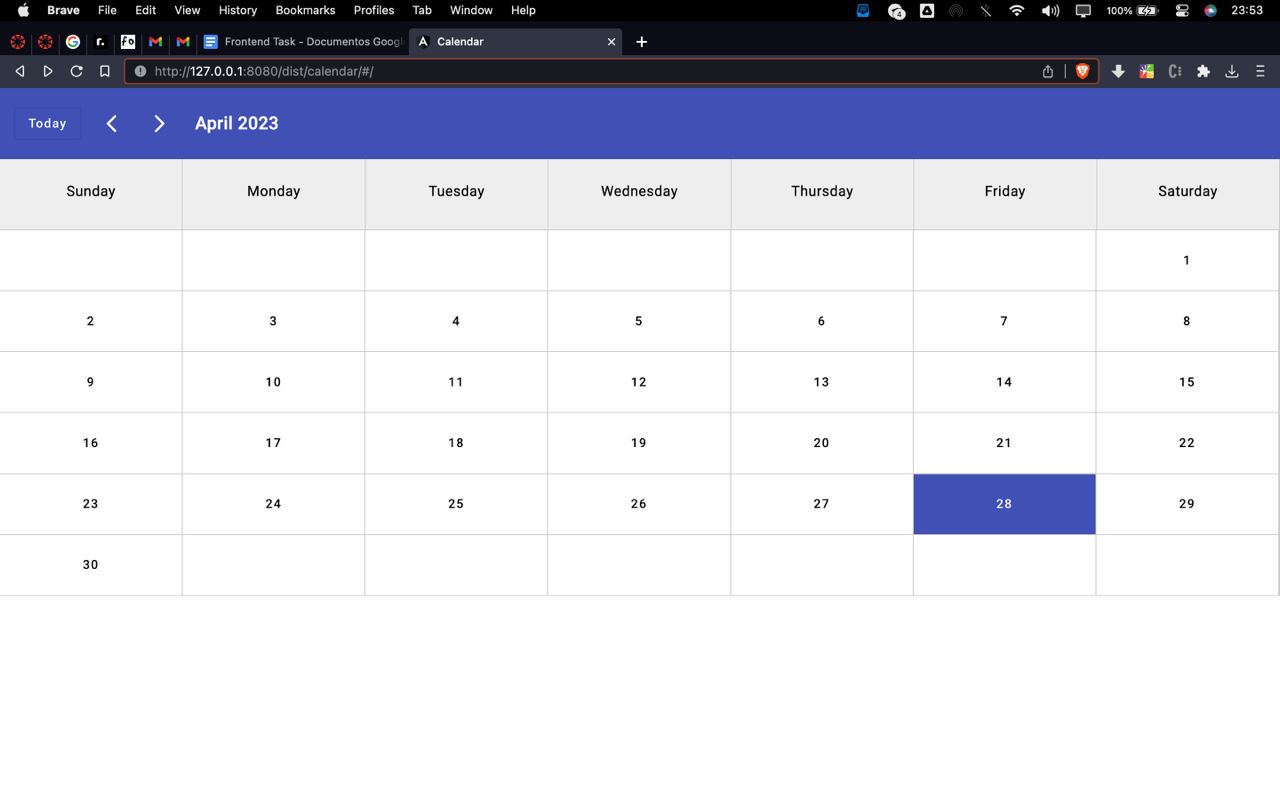 Brave File Edit View History Bookmarks Profiles Tab Window Help 4 100% 23:53
G r. fo Frontend Task - Documentos Googl A Calendar
http://127.0.0.1:8080/dist/calendar/#/
Today April 2023
Sunday Monday Tuesday Wednesday Thursday Friday Saturday
1
2 3 4 5 6 7 8
9 10 11 12 13 14 15
16 17 18 19 20 21 22
23 24 25 26 27 28 29
30